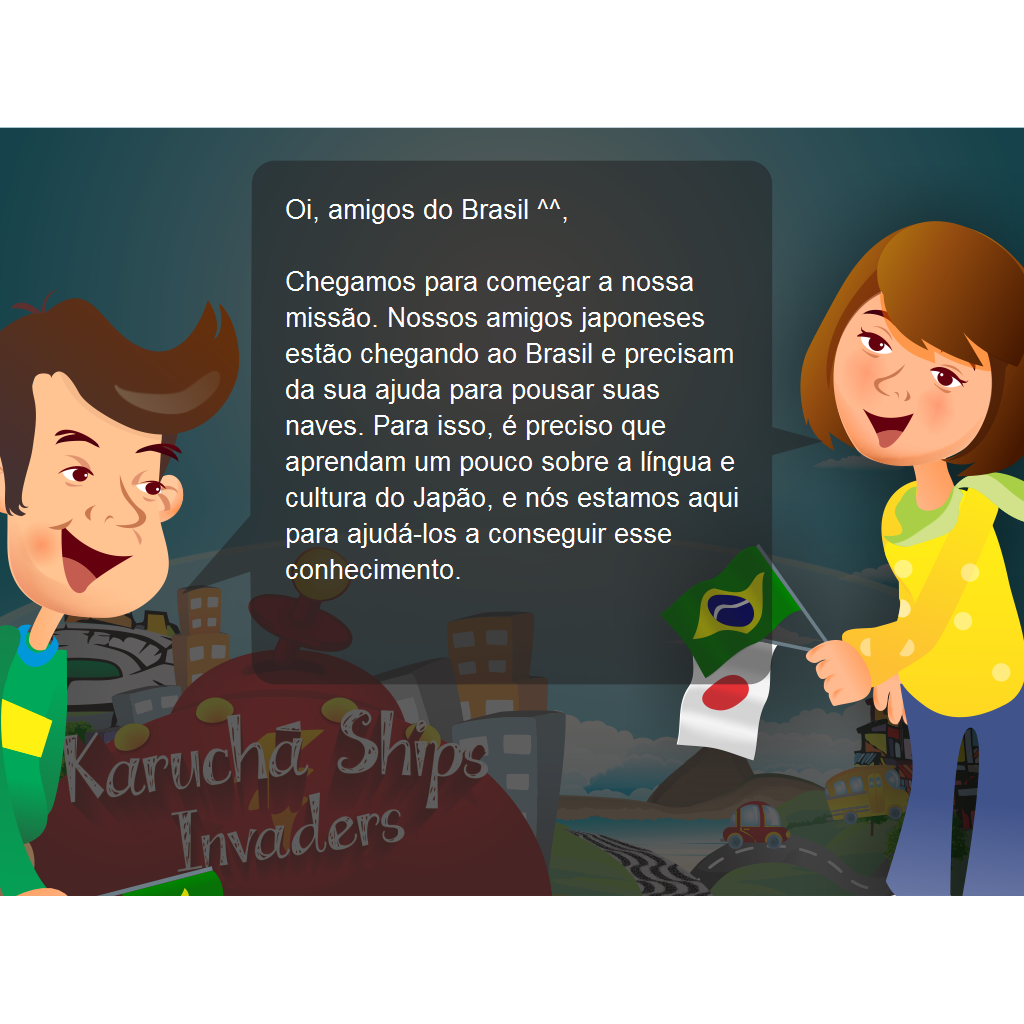 Oi, amigos do Brasil ^^,
Chegamos para começar a nossa
missão. Nossos amigos japoneses
estão chegando ao Brasil e precisam
da sua ajuda para pousar suas
naves. Para isso, é preciso que
aprendam um pouco sobre a língua e
cultura do Japão, e nós estamos aqui
para ajudá-los a conseguir esse
conhecimento.
Karuchā Ships
Invaders